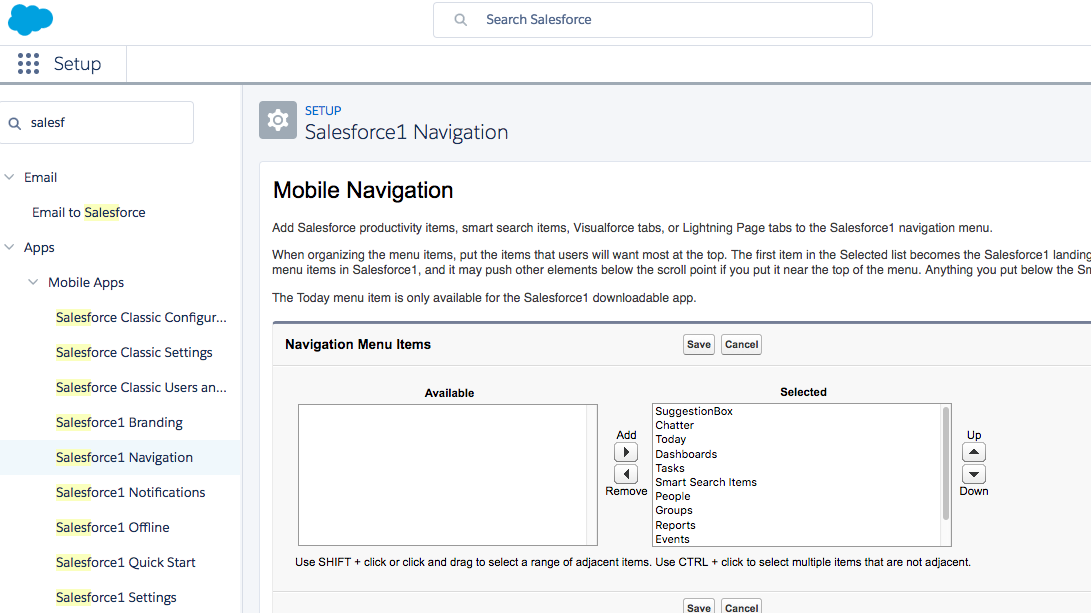 Search Salesforce
Setup
salesf
Email
Email to Salesforce
Apps
Mobile Apps
Salesforce Classic Configur...
Salesforce Classic Settings
Salesforce Classic Users an...
Salesforce1 Branding
Salesforce1 Navigation
Salesforce1 Notifications
Salesforce1 Offline
Salesforce1 Quick Start
Salesforce1 Settings
SETUP
Salesforce1 Navigation
Mobile Navigation
Add Salesforce productivity items, smart search items, Visualforce tabs, or Lightning Page tabs to the Salesforce1 navigation menu.
When organizing the menu items, put the items that users will want most at the top. The first item in the Selected list becomes the Salesforce1 landing
menu items in Salesforce1, and it may push other elements below the scroll point if you put it near the top of the menu. Anything you put below the Sm
The Today menu item is only available for the Salesforce1 downloadable app.
Navigation Menu Items
Save
Cancel
Available
Add
Remove
Selected
SuggestionBox
Chatter
Today
Dashboards
Tasks
Smart Search Items
People
Groups
Reports
Events
Up
Down
Use SHIFT + click or click and drag to select a range of adjacent items. Use CTRL + click to select multiple items that are not adjacent.
Save
Cancel